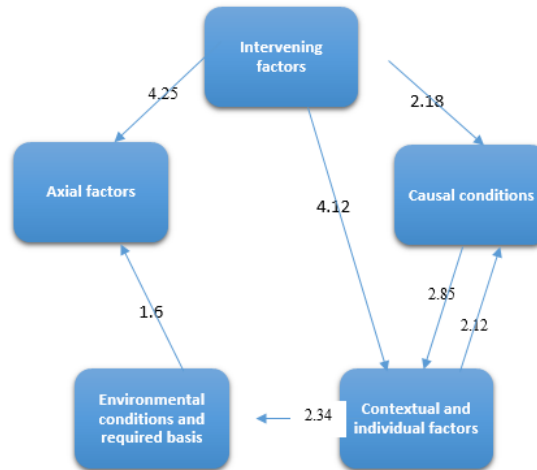 Intervening
factors
4.25
2.18
Axial factors
Causal conditions
4.12
2.85
2.12
1.6
Environmental
conditions and
required basis
2.34
Contextual and
individual factors